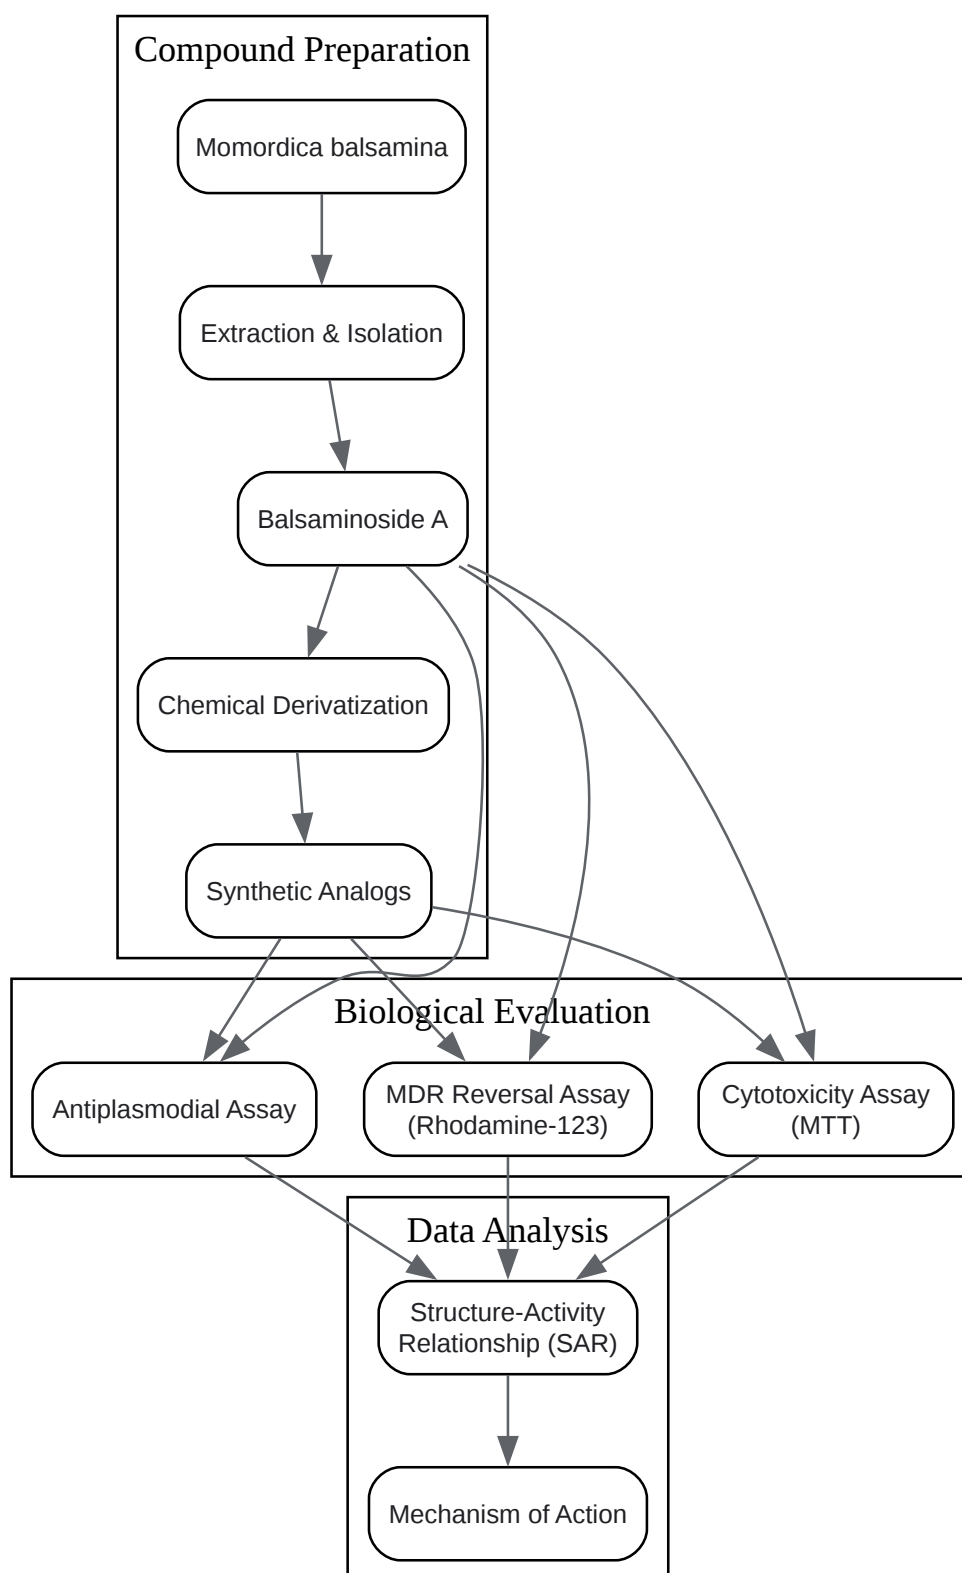 Compound Preparation
Momordica balsamina
Extraction & Isolation
Balsaminoside A
Chemical Derivatization
Synthetic Analogs
Biological Evaluation
Antiplasmodial Assay
MDR Reversal Assay
(Rhodamine-123)
Cytotoxicity Assay
(MTT)
Data Analysis
Structure-Activity
Relationship (SAR)
Mechanism of Action